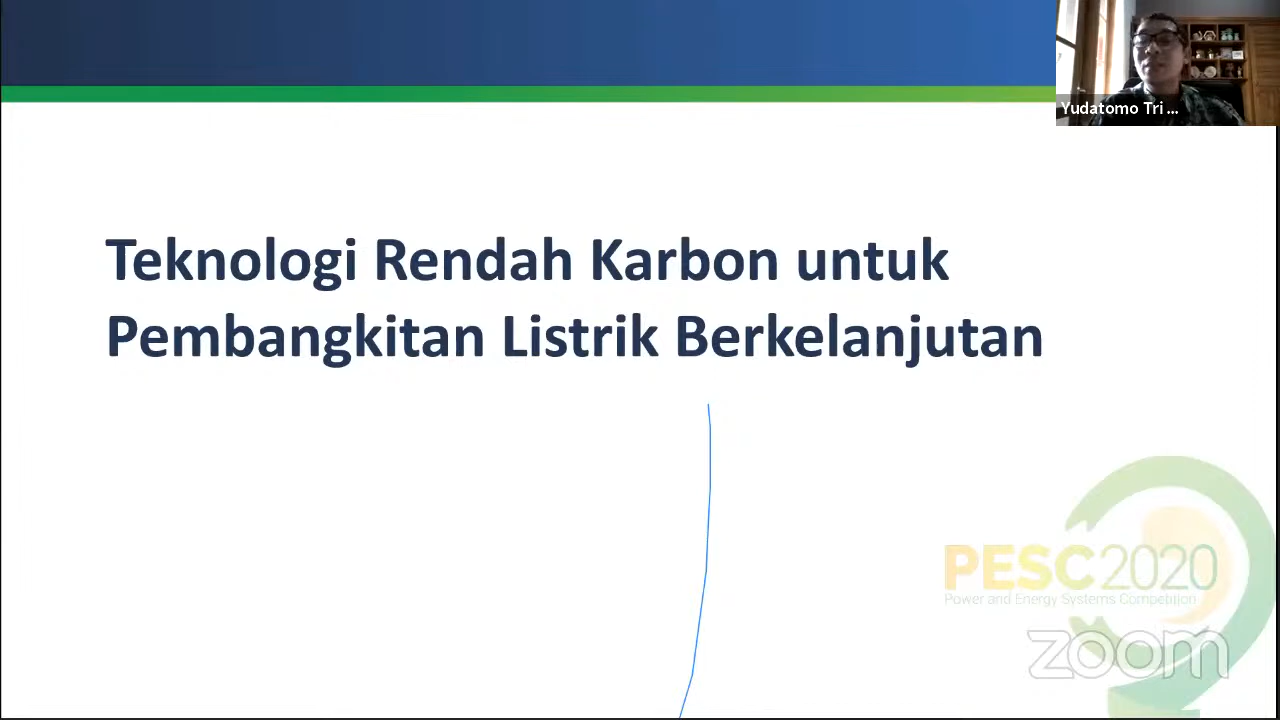 Yudatomo Tri ...
Teknologi Rendah Karbon untuk
Pembangkitan Listrik Berkelanjutan
PESC2020
Power and Energy Systems Competition
zoom